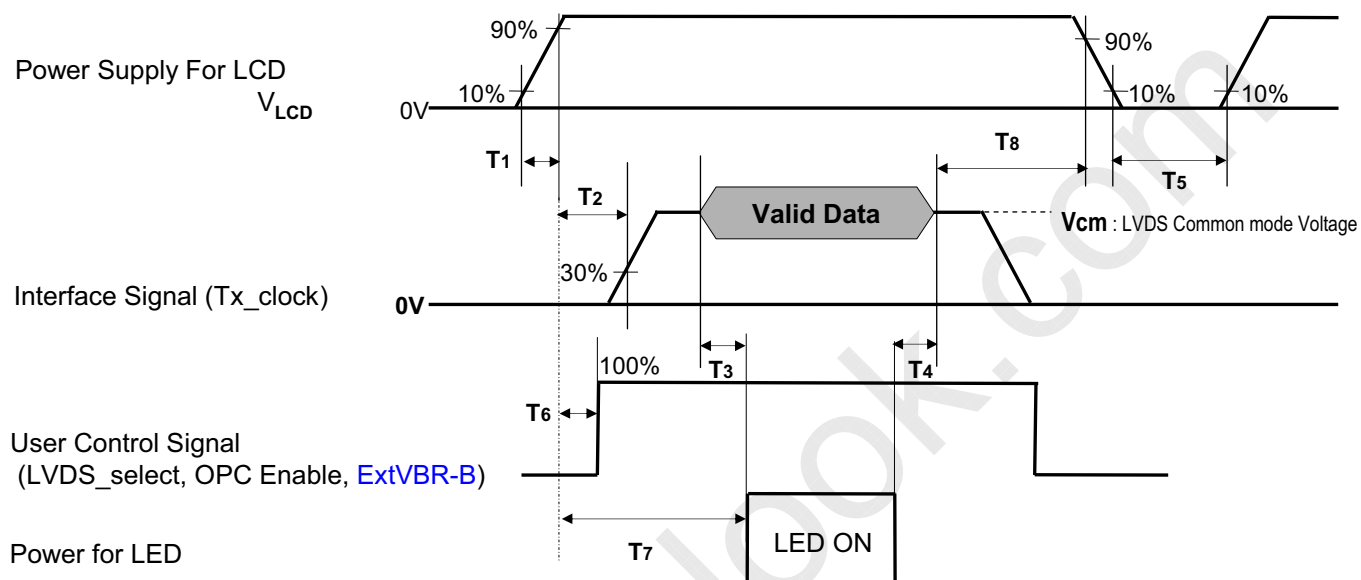 90%
90%
Power Supply For LCD
VLCD
10%
10%
10%
0V
T1
T8
T5
T2
Valid Data
Vcm : LVDS Common mode Voltage
30%
Interface Signal (Tx_clock)
0V
100%
T3
T4
T6
User Control Signal
(LVDS_select, OPC Enable, ExtVBR-B)
T7
LED ON
Power for LED
look.com